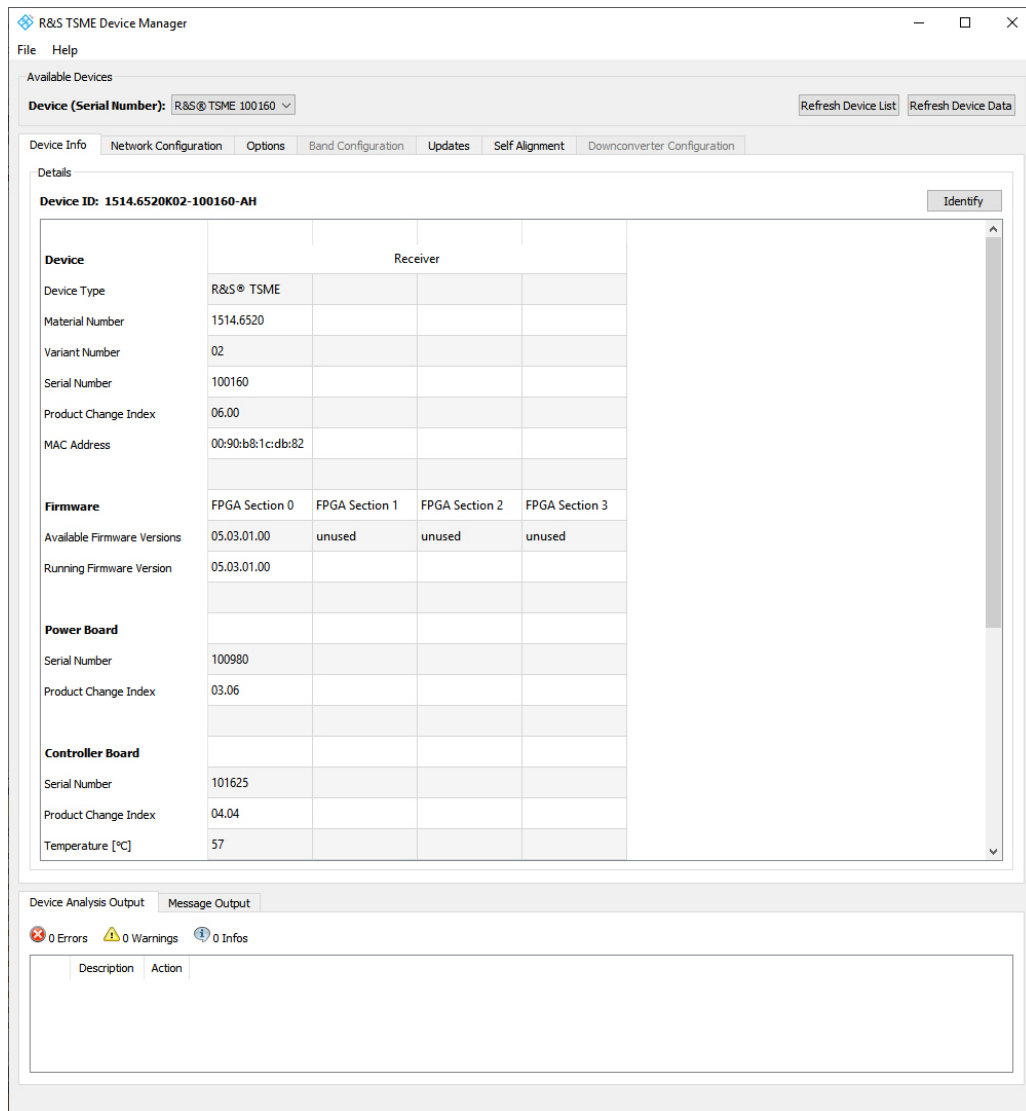 R&S TSME Device Manager
File Help
Available Devices
Device (Serial Number): R&S® TSME 100160 Refresh Device List Refresh Device Data
Device Info Network Configuration Options Band Configuration Updates Self Alignment Downconverter Configuration
Details
Device ID: 1514.6520K02-100160-AH Identify
Device Receiver
Device Type R&S® TSME
Material Number 1514.6520
Variant Number 02
Serial Number 100160
Product Change Index 06.00
MAC Address 00:90:b8:1c:db:82
Firmware FPGA Section 0 FPGA Section 1 FPGA Section 2 FPGA Section 3
Available Firmware Versions 05.03.01.00 unused unused unused
Running Firmware Version 05.03.01.00
Power Board
Serial Number 100980
Product Change Index 03.06
Controller Board
Serial Number 101625
Product Change Index 04.04
Temperature [°C] 57
Device Analysis Output Message Output
0 Errors 0 Warnings 0 Infos
Description Action